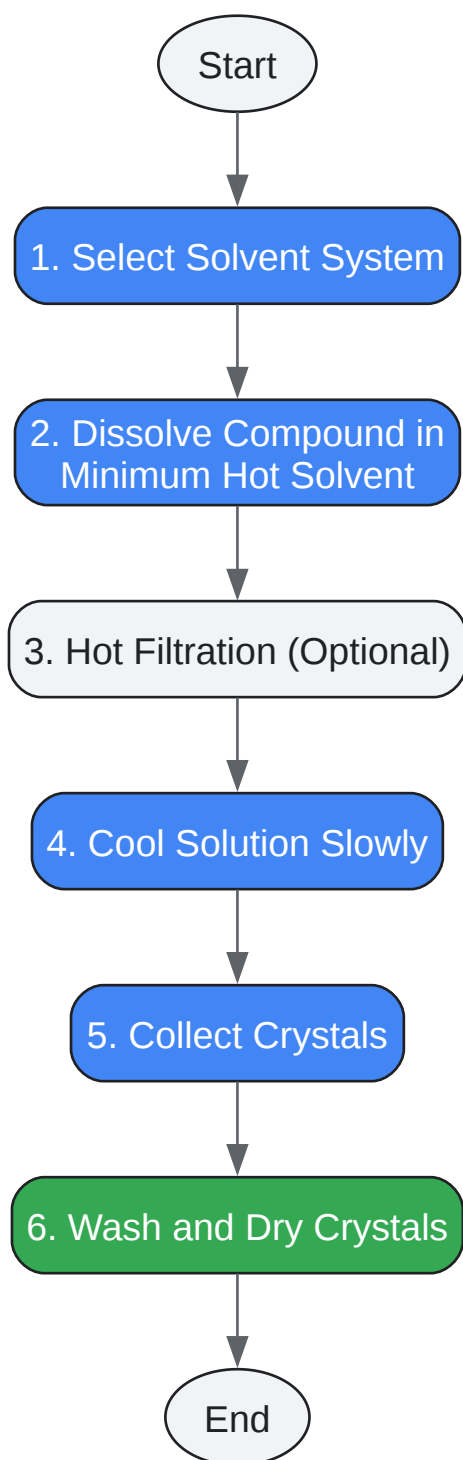 Start
1. Select Solvent System
2. Dissolve Compound in
Minimum Hot Solvent
3. Hot Filtration (Optional)
4. Cool Solution Slowly
5. Collect Crystals
6. Wash and Dry Crystals
End